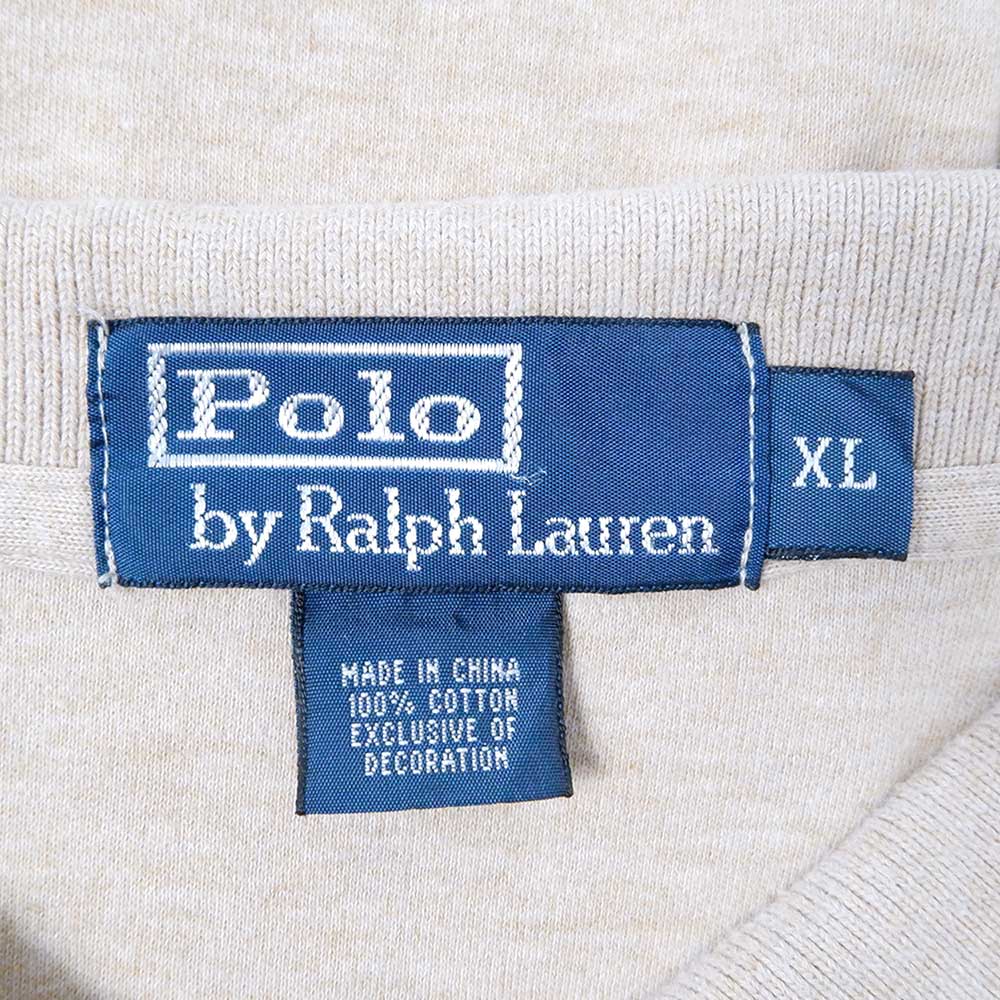 Polo
by Ralph Lauren
XL
MADE IN CHINA
100% COTTON
EXCLUSIVE OF
DECORATION